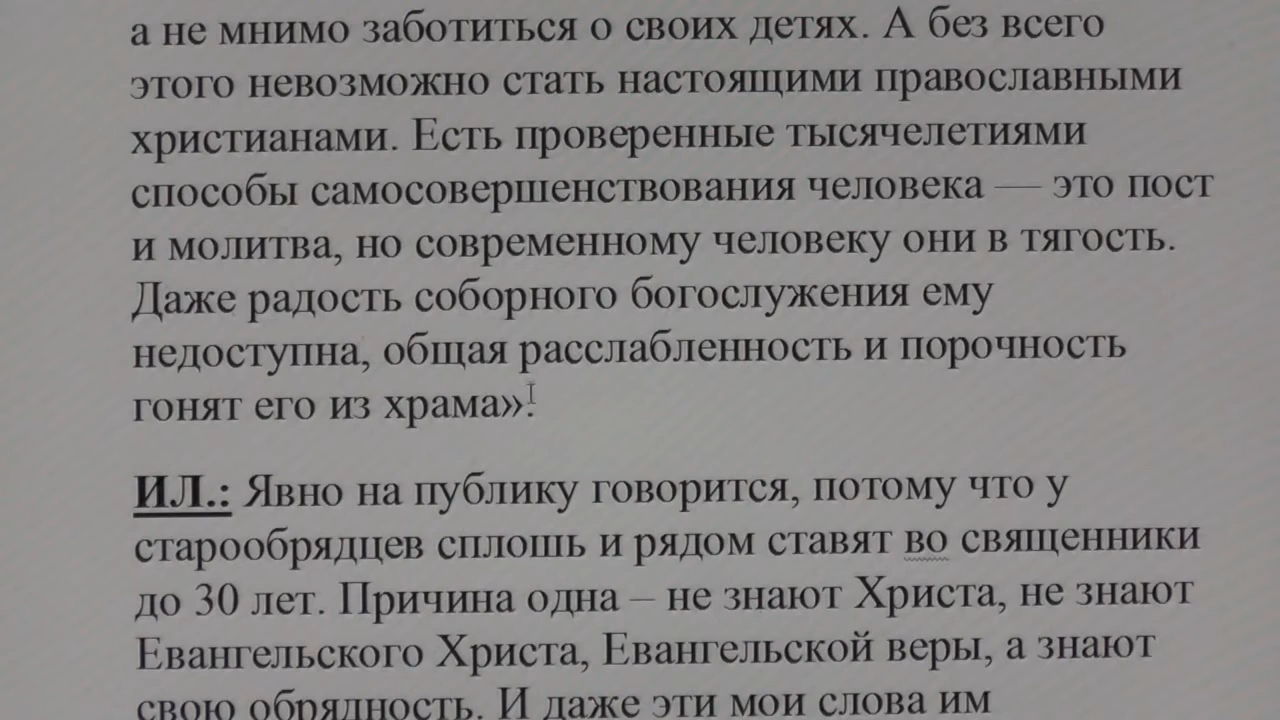 а не мнимо заботиться о своих детях. А без всего
этого невозможно стать настоящими православными
христианами. Есть проверенные тысячелетиями
способы самосовершенствования человека — это пост
и молитва, но современному человеку они в тягость.
Даже радость соборного богослужения ему
недоступна, общая расслабленность и порочность
гонят его из храма».
ИЛ.: Явно на публику говорится, потому что у
старообрядцев сплошь и рядом ставят во священники
до 30 лет. Причина одна – не знают Христа, не знают
Евангельского Христа, Евангельской веры, а знают
свою обрядность. И даже эти мои слова им